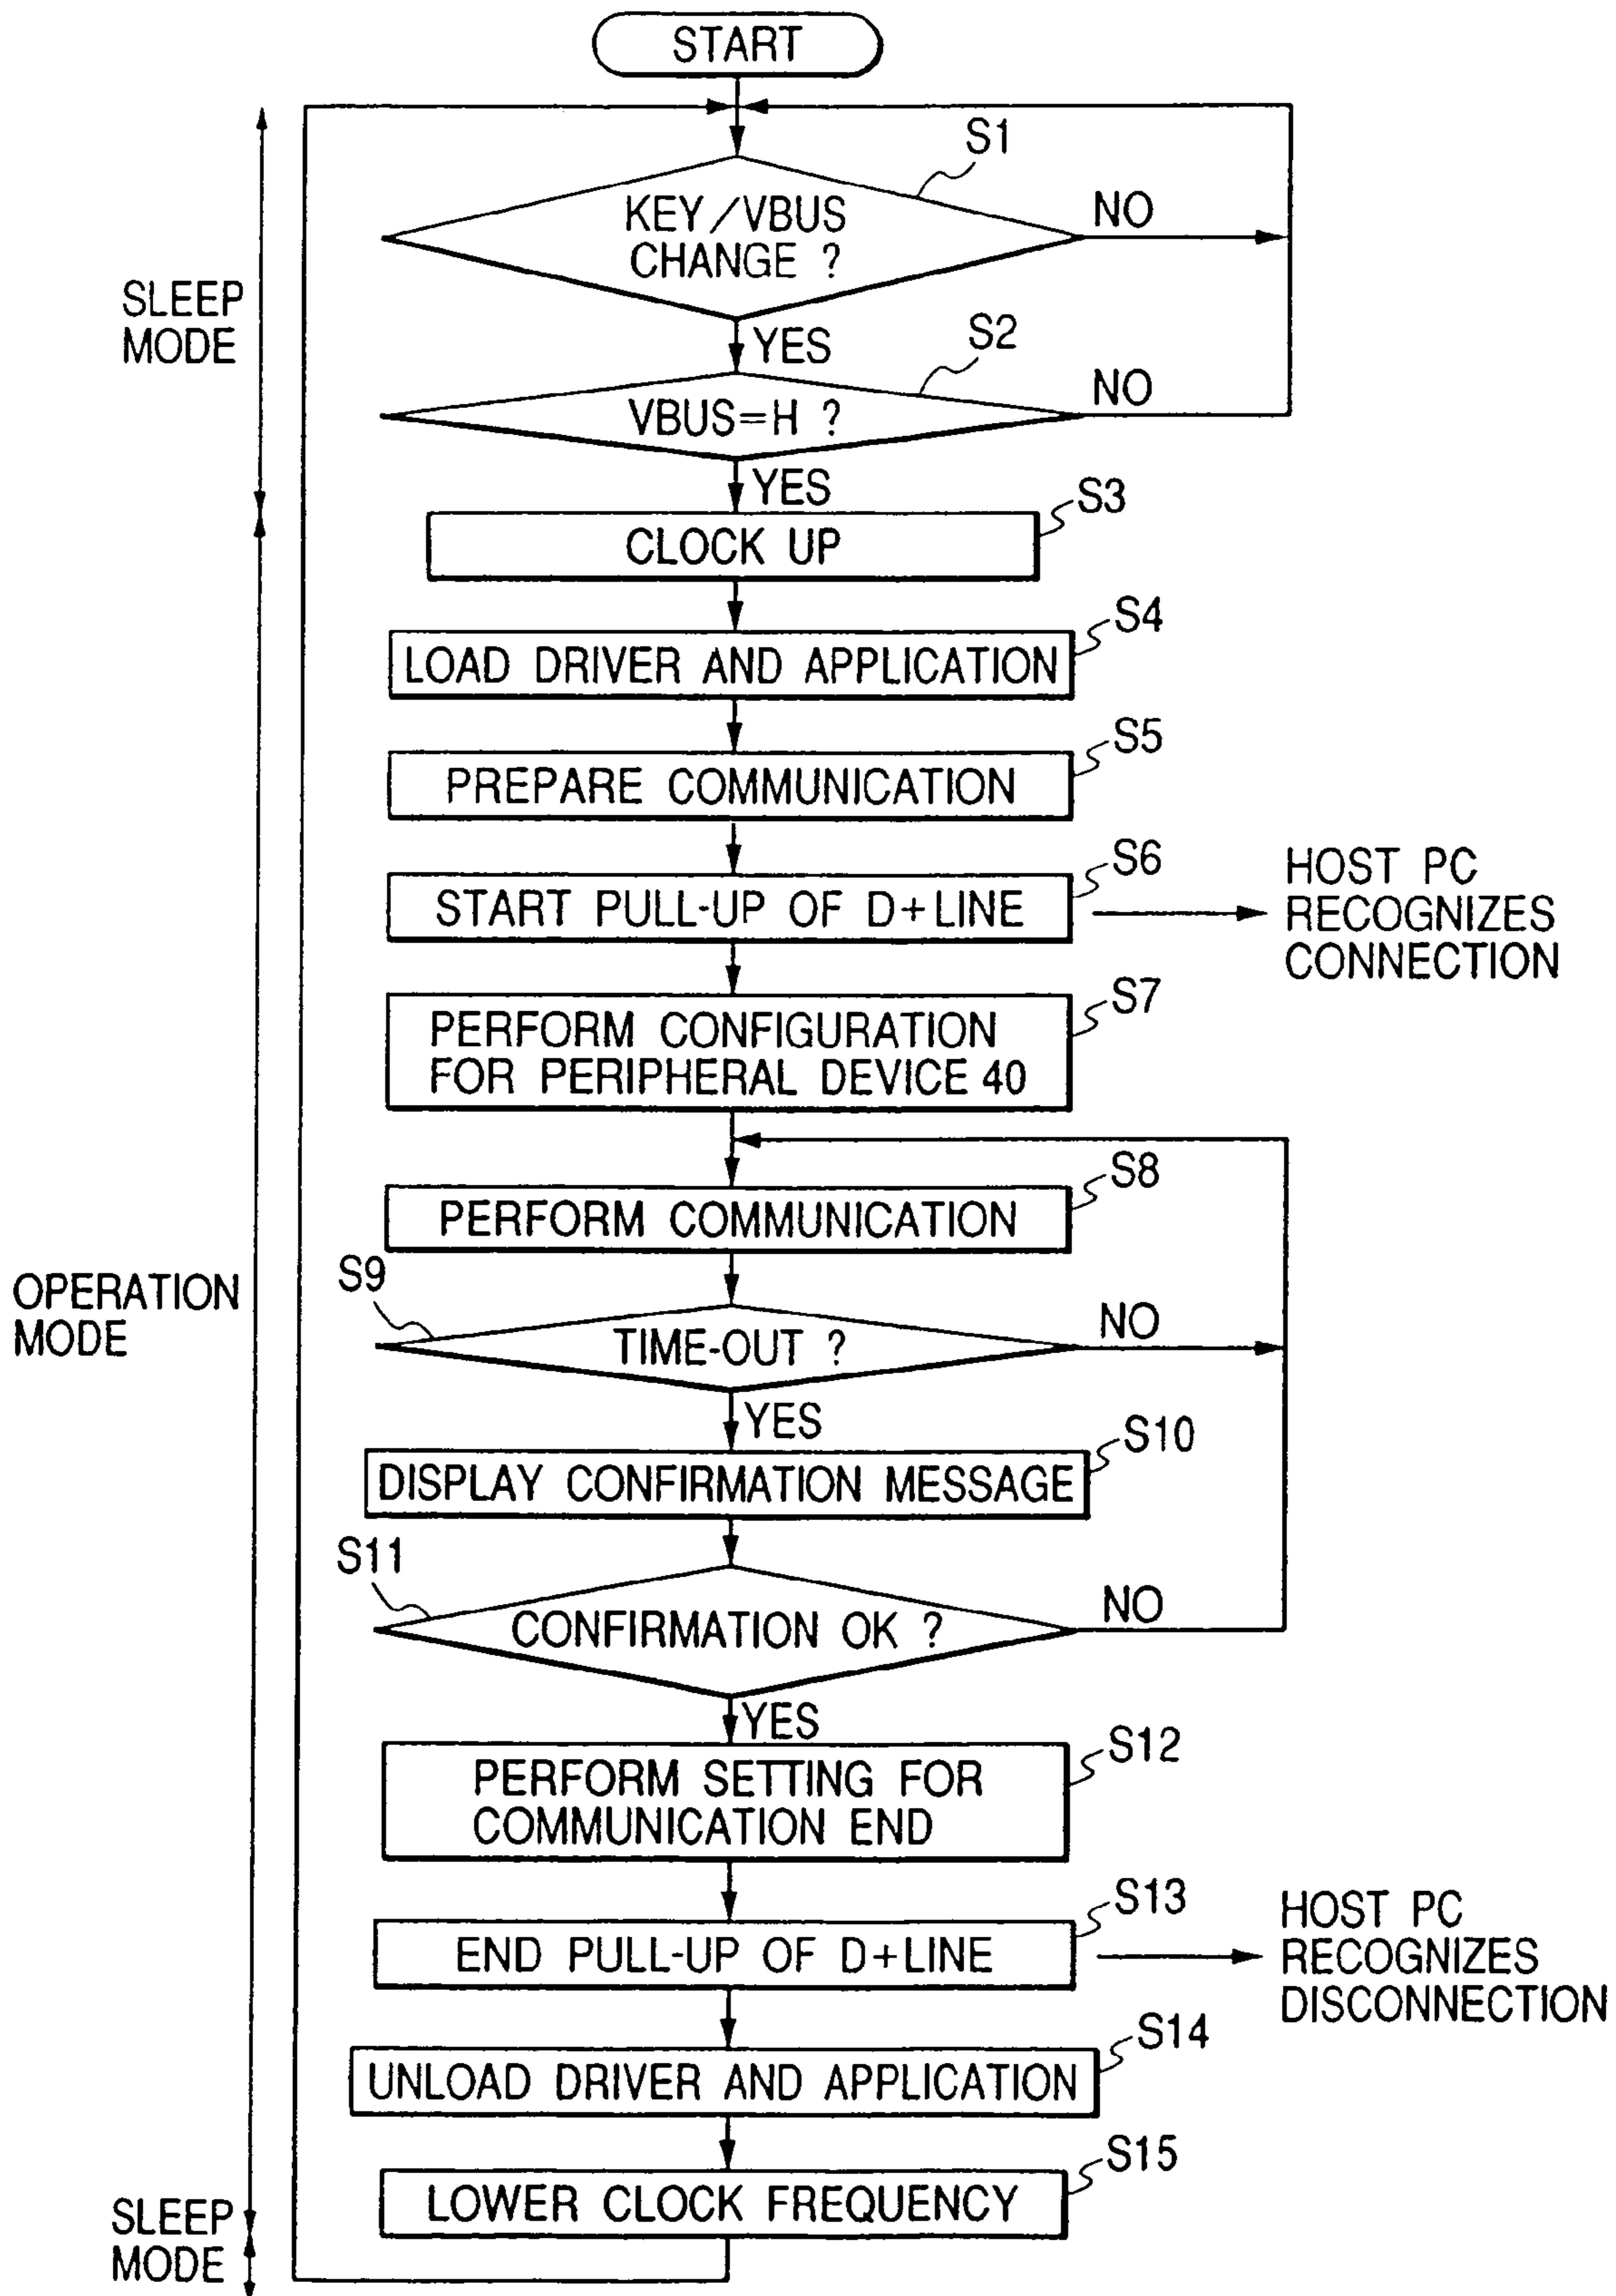 START
S1
KEY/VBUS
CHANGE ?
NO
SLEEP
MODE
YES
S2
VBUS=H ?
NO
YES
S3
CLOCK UP
S4
LOAD DRIVER AND APPLICATION
S5
PREPARE COMMUNICATION
S6
START PULL-UP OF D+LINE
HOST PC
RECOGNIZES
CONNECTION
S7
PERFORM CONFIGURATION
FOR PERIPHERAL DEVICE 40
S8
PERFORM COMMUNICATION
OPERATION
MODE
S9
TIME-OUT ?
NO
YES
S10
DISPLAY CONFIRMATION MESSAGE
S11
CONFIRMATION OK ?
NO
YES
S12
PERFORM SETTING FOR
COMMUNICATION END
S13
END PULL-UP OF D+LINE
HOST PC
RECOGNIZES
DISCONNECTION
S14
UNLOAD DRIVER AND APPLICATION
S15
LOWER CLOCK FREQUENCY
SLEEP
MODE